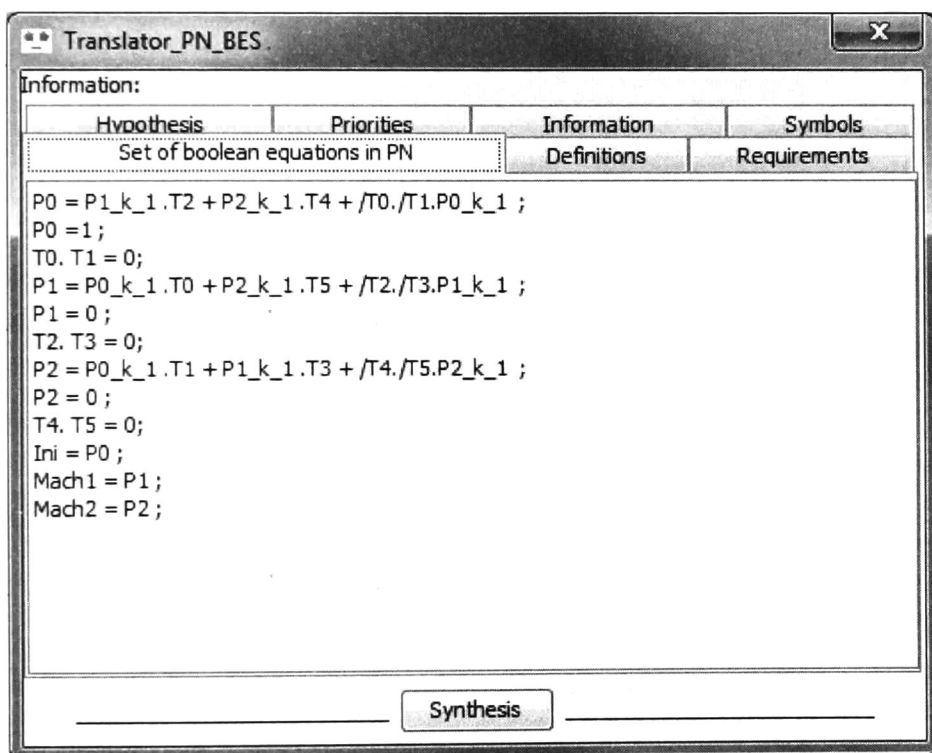 Translator_PN_BES.
X
Information:
Hypothesis Priorities Information Symbols
Set of boolean equations in PN Definitions Requirements
P0 = P1_k_1 .T2 + P2_k_1 .T4 + /T0./T1.P0_k_1 ;
P0 =1 ;
T0. T1 = 0;
P1 = P0_k_1 .T0 + P2_k_1 .T5 + /T2./T3.P1_k_1 ;
P1 = 0 ;
T2. T3 = 0;
P2 = P0_k_1 .T1 + P1_k_1 .T3 + /T4./T5.P2_k_1 ;
P2 = 0 ;
T4. T5 = 0;
Ini = P0 ;
Mach1 = P1 ;
Mach2 = P2 ;
Synthesis